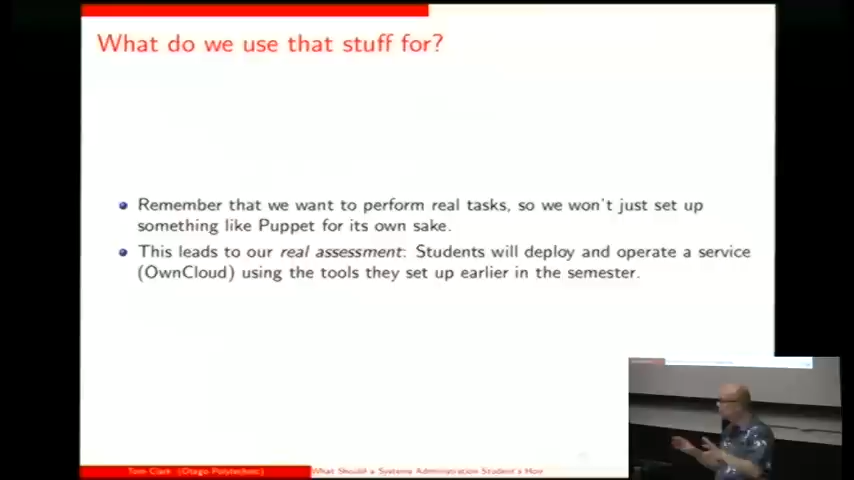 What do we use that stuff for?
Remember that we want to perform real tasks, so we won't just set up
something like Puppet for its own sake.
This leads to our real assessment: Students will deploy and operate a service
(OwnCloud) using the tools they set up earlier in the semester.
Tom Clark (Otago Polytechnic)
What Should a Systems Administration Student's